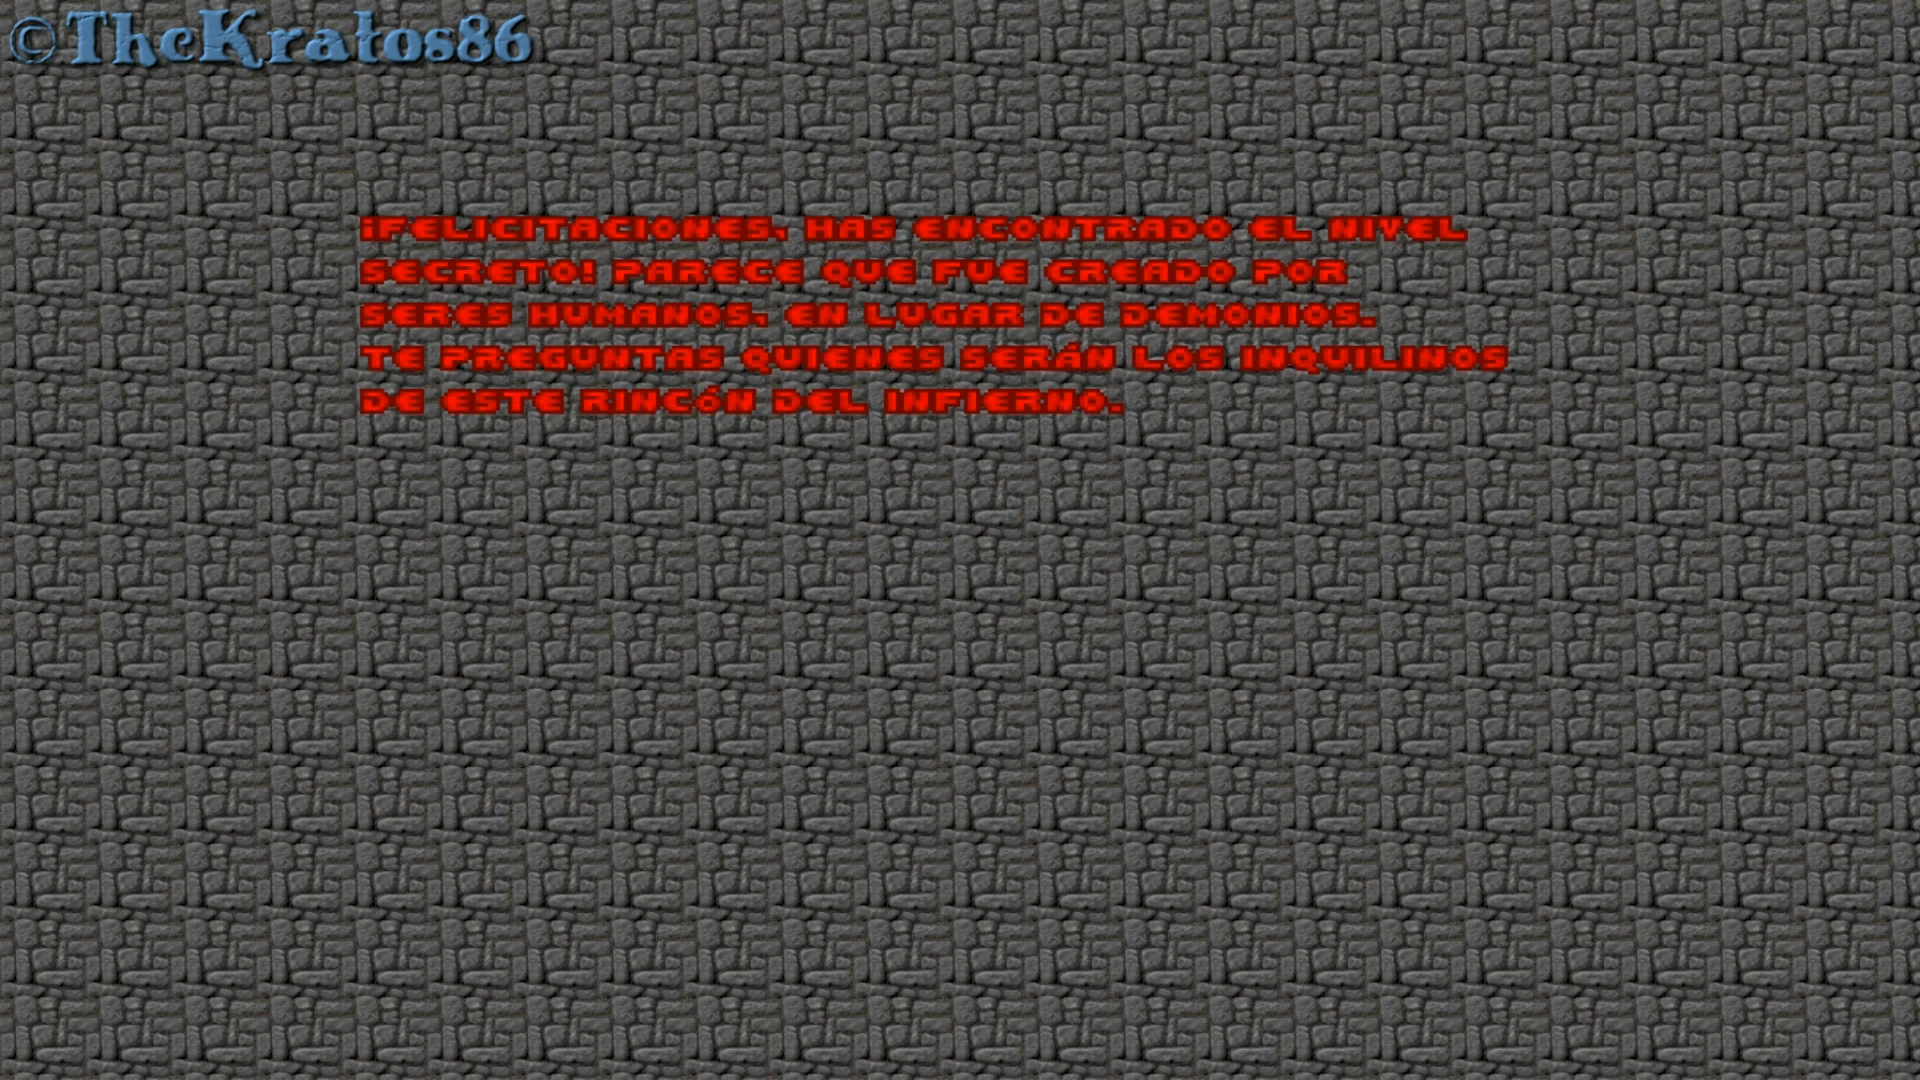 ©TheKratos86
¡FELICITACIONES, HAS ENCONTRADO EL NIVEL
SECRETO! PARECE QUE FUE CREADO POR
SERES HUMANOS, EN LUGAR DE DEMONIOS.
TE PREGUNTAS QUIENES SERÁN LOS INQUILINOS
DE ESTE RINCÓN DEL INFIERNO.